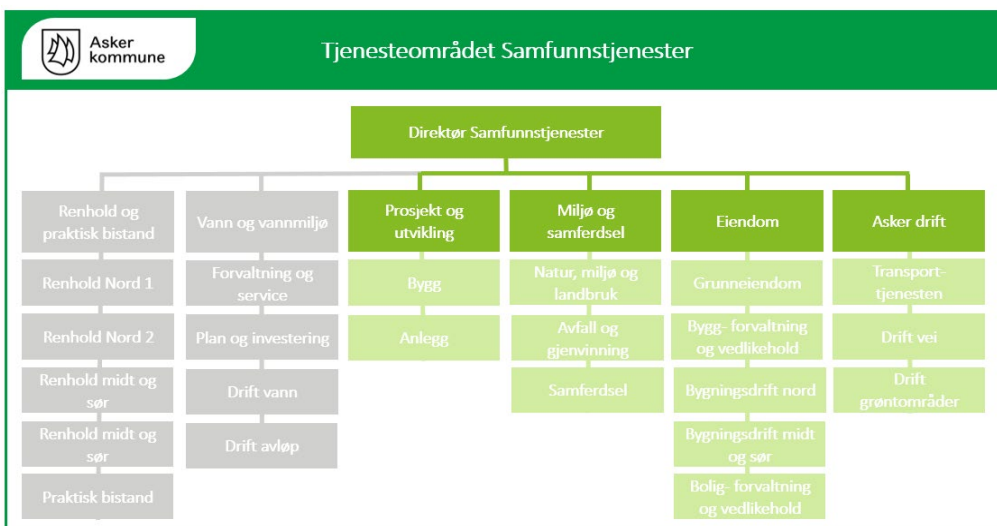 Asker
kommune
Tjenesteområdet Samfunnstjenester
Direktør Samfunnstjenester
Renhold og
praktisk bistand
Renhold Nord 1
Renhold Nord 2
Renhold midt og
sør
Renhold midt og
sør
Praktisk bistand
Vann og vannmiljø
Forvaltning og
service
Plan og investering
Drift vann
Drift avløp
Prosjekt og
utvikling
Bygg
Anlegg
Miljø og
samferdsel
Natur, miljø og
landbruk
Avfall og
gjenvinning
Samferdsel
Eiendom
Grunneiendom
Bygg- forvaltning
og vedlikehold
Bygningsdrift nord
Bygningsdrift midt
og sør
Bolig- forvaltning
og vedlikehold
Asker drift
Transport-
tjenesten
Drift vei
Drift
grøntområder